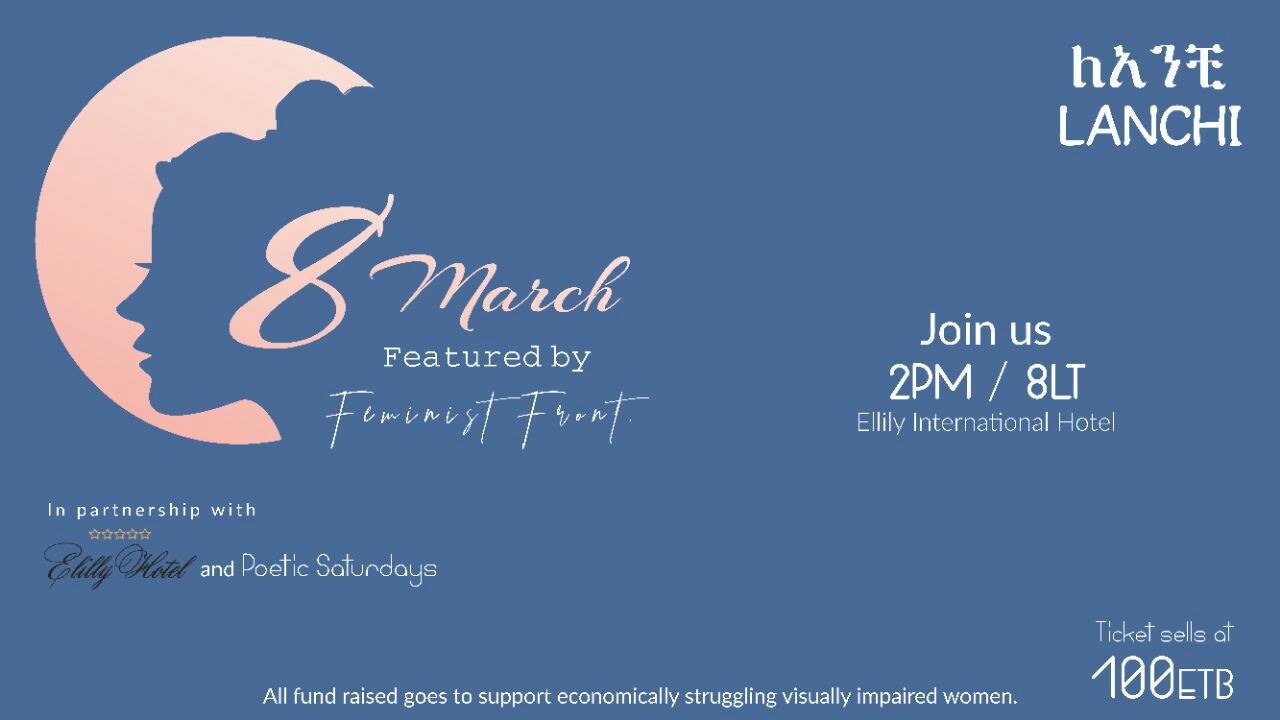 ለእንቺ
LANCHI
8 March
Featured by
Feminist Front.
Join us
2PM / 8LT
Ellily International Hotel
In partnership with
Elilly Hotel and Poetic Saturdays
Ticket sells at
100ETB
All fund raised goes to support economically struggling visually impaired women.